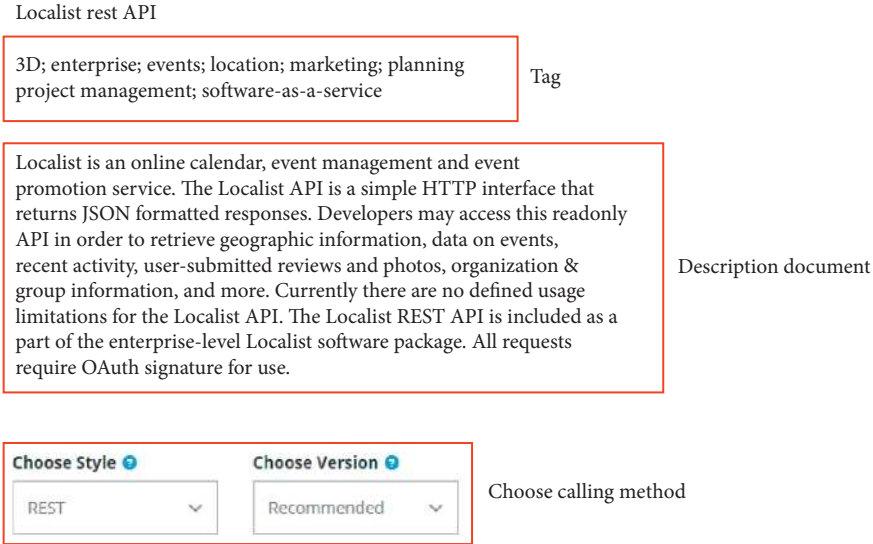 Localist rest API
3D; enterprise; events; location; marketing; planning
project management; software-as-a-service
Tag
Localist is an online calendar, event management and event
promotion service. The Localist API is a simple HTTP interface that
returns JSON formatted responses. Developers may access this readonly
API in order to retrieve geographic information, data on events,
recent activity, user-submitted reviews and photos, organization &
group information, and more. Currently there are no defined usage
limitations for the Localist API. The Localist REST API is included as a
part of the enterprise-level Localist software package. All requests
require OAuth signature for use.
Description document
Choose Style ?
Choose Version ?
REST
Recommended
Choose calling method